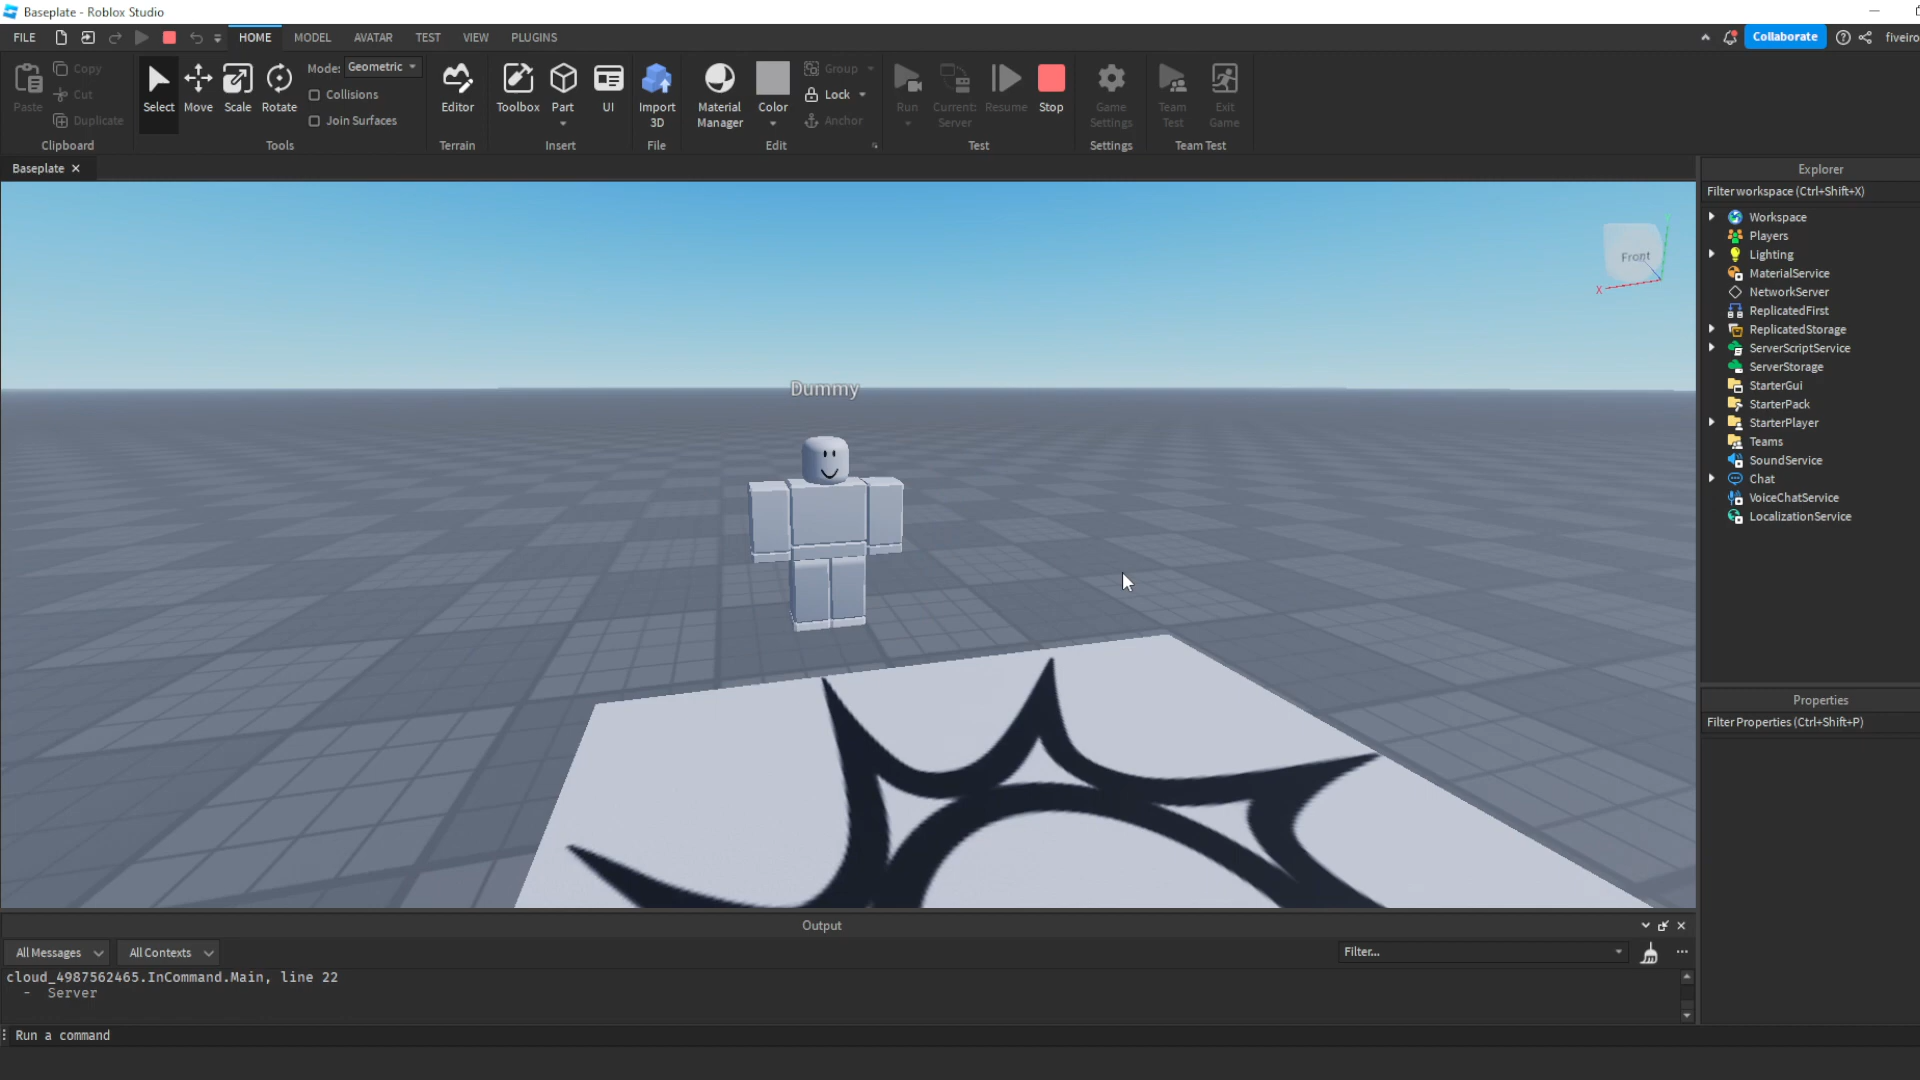 Baseplate - Roblox Studio
FILE HOME MODEL AVATAR TEST VIEW PLUGINS Collaborate fiveiro
Paste Copy Cut Duplicate
Clipboard
Select Move Scale Rotate
Mode: Geometric
Collisions
Join Surfaces
Tools
Editor
Terrain
Toolbox Part UI
Insert
Import
3D
File
Material
Manager
Color
Group
Lock
Anchor
Edit
Run
Current:
Server
Resume Stop
Test
Game
Settings
Settings
Team
Test
Exit
Game
Team Test
Baseplate
Front
X
Dummy
Explorer
Filter workspace (Ctrl+Shift+X)
Workspace
Players
Lighting
MaterialService
NetworkServer
ReplicatedFirst
ReplicatedStorage
ServerScriptService
ServerStorage
StarterGui
StarterPack
StarterPlayer
Teams
SoundService
Chat
VoiceChatService
LocalizationService
Properties
Filter Properties (Ctrl+Shift+P)
Output
All Messages All Contexts Filter...
cloud_4987562465.InCommand.Main, line 22
- Server
Run a command